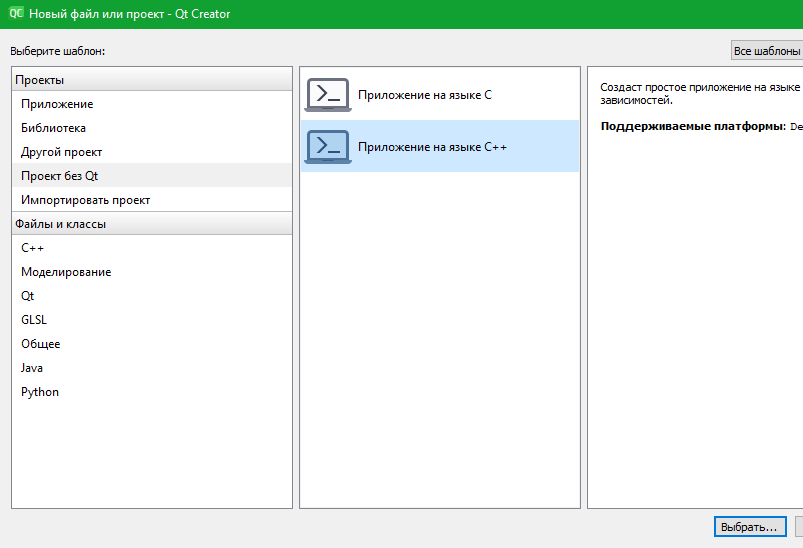 QC Новый файл или проект - Qt Creator
Выберите шаблон:
Все шаблоны
Проекты
Приложение
Библиотека
Другой проект
Проект без Qt
Импортировать проект
Файлы и классы
C++
Моделирование
Qt
GLSL
Общее
Java
Python
Приложение на языке C
Приложение на языке C++
Создаст простое приложение на языке
зависимостей.
Поддерживаемые платформы: De
Выбрать...